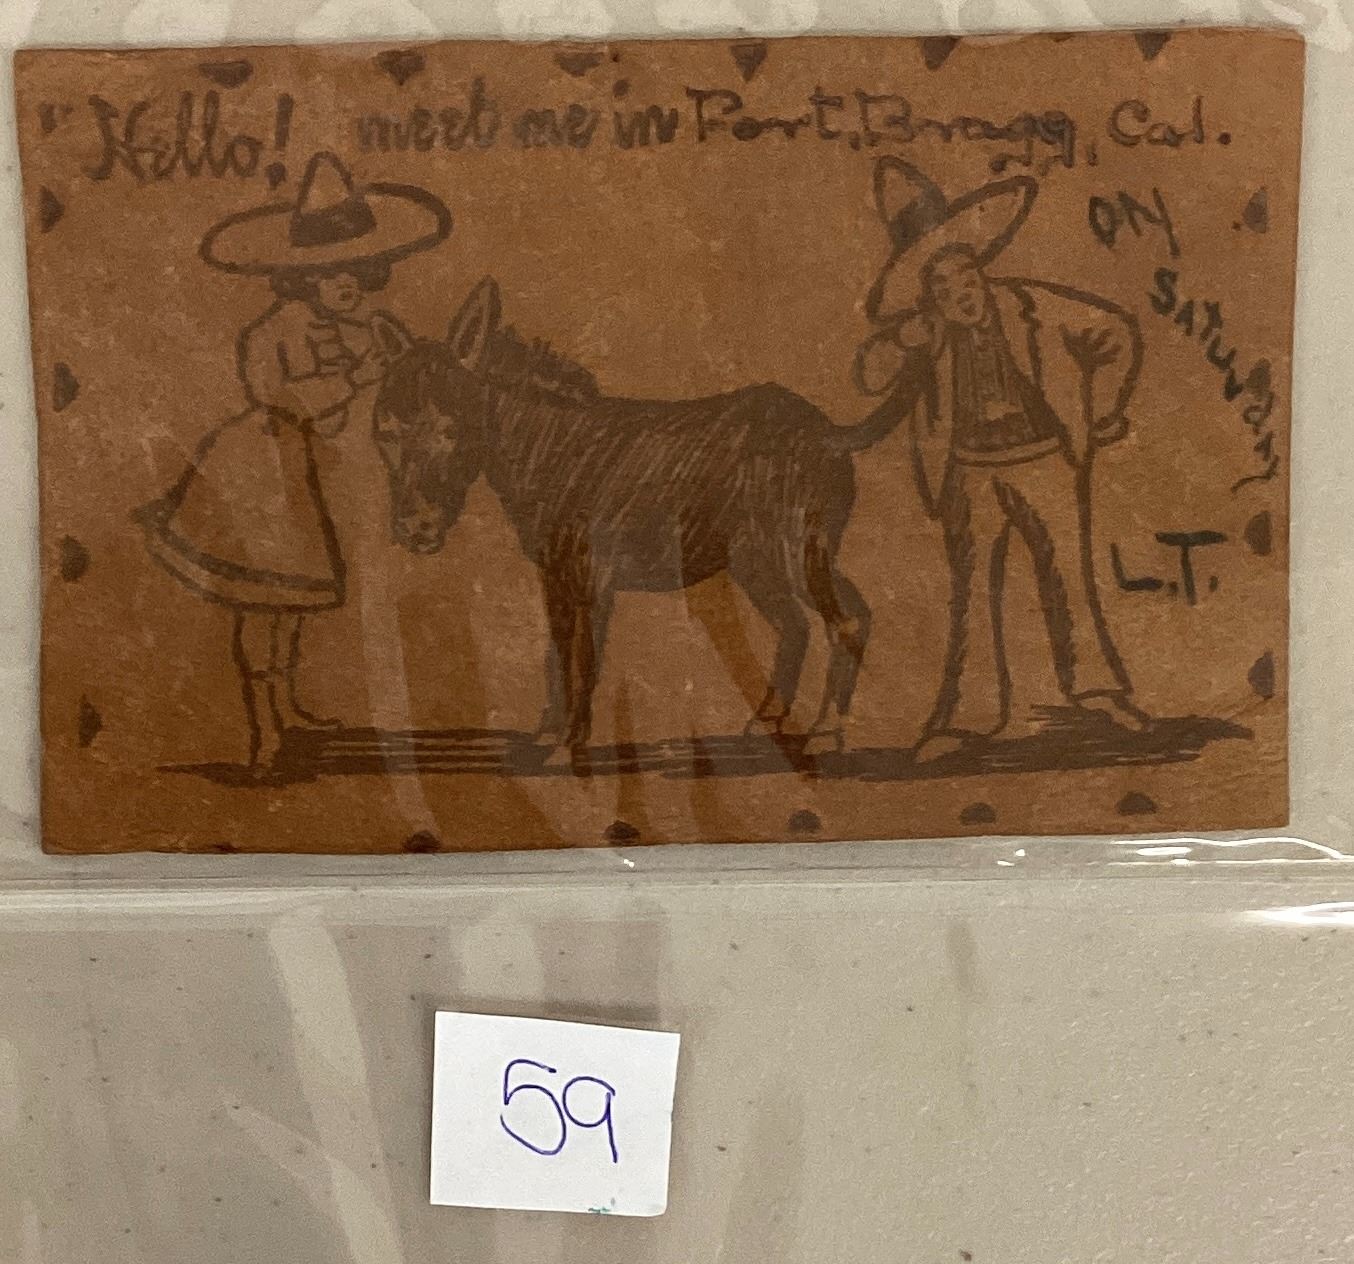 "Hello! meet me in Fort Bragg, Cal.
ON
SATURday
L.T.
59